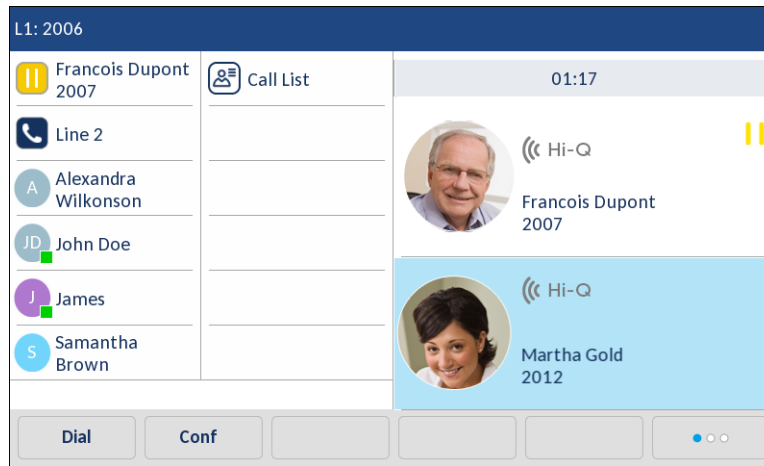 L1: 2006
Francois Dupont
2007
Line 2
A
Alexandra
Wilkonson
JD
John Doe
J
James
S
Samantha
Brown
Call List
01:17
Hi-Q
Francois Dupont
2007
Hi-Q
Martha Gold
2012
Dial
Conf